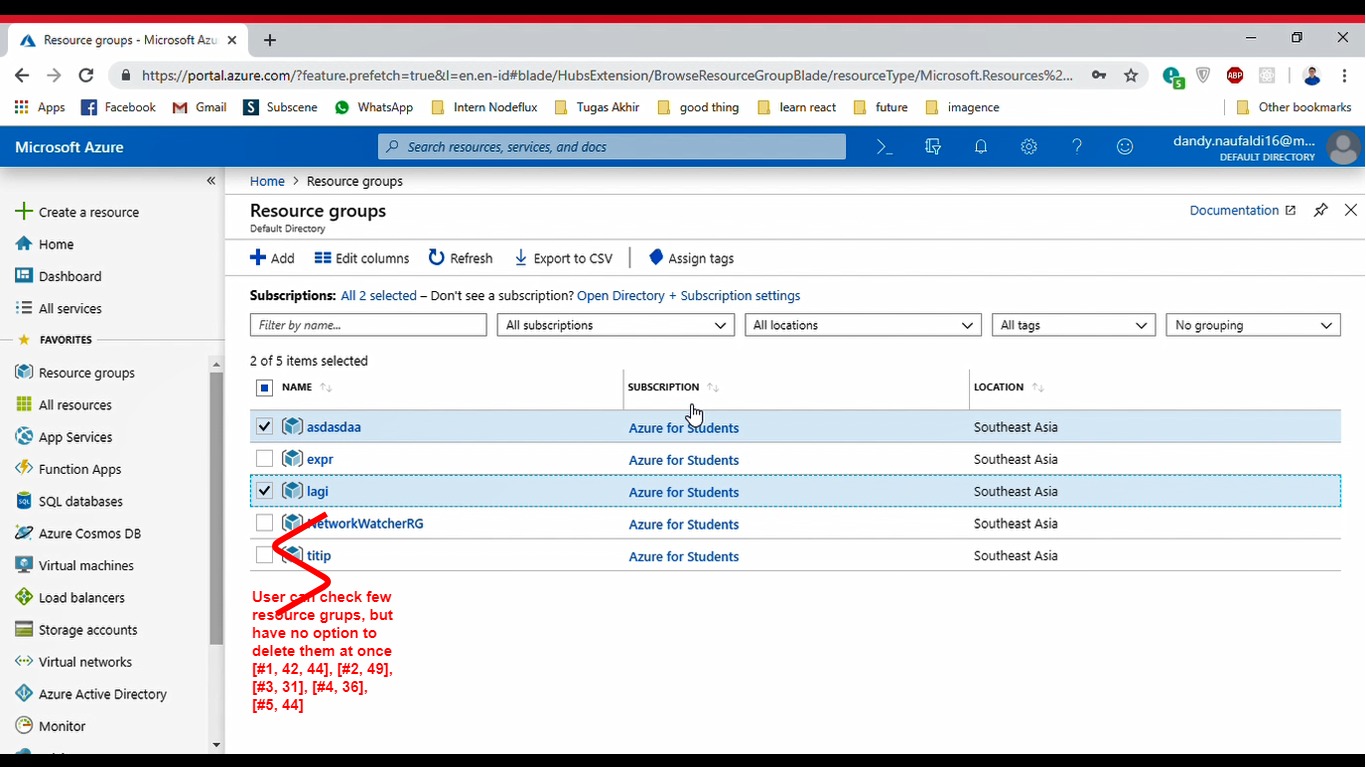 Resource groups - Microsoft Azu
https://portal.azure.com/?feature.prefetch=true&l=en.en-id#blade/HubsExtension/BrowseResourceGroupBlade/resourceType/Microsoft.Resources%2...
5 ABP
Apps Facebook Gmail Subscene WhatsApp Intern Nodeflux Tugas Akhir good thing learn react future imagence Other bookmarks
Microsoft Azure
Search resources, services, and docs
dandy.naufaldi16@m...
DEFAULT DIRECTORY
Create a resource
Home
Dashboard
All services
FAVORITES
Resource groups
All resources
App Services
Function Apps
SQL databases
Azure Cosmos DB
Virtual machines
Load balancers
Storage accounts
Virtual networks
Azure Active Directory
Monitor
Home > Resource groups
Resource groups
Default Directory
Documentation
Add Edit columns Refresh Export to CSV Assign tags
Subscriptions: All 2 selected – Don't see a subscription? Open Directory + Subscription settings
Filter by name... All subscriptions All locations All tags No grouping
2 of 5 items selected
NAME SUBSCRIPTION LOCATION
asdasdaa Azure for Students Southeast Asia
expr Azure for Students Southeast Asia
lagi Azure for Students Southeast Asia
NetworkWatcherRG Azure for Students Southeast Asia
titip Azure for Students Southeast Asia
User can check few
resource grups, but
have no option to
delete them at once
[#1, 42, 44], [#2, 49],
[#3, 31], [#4, 36],
[#5, 44]